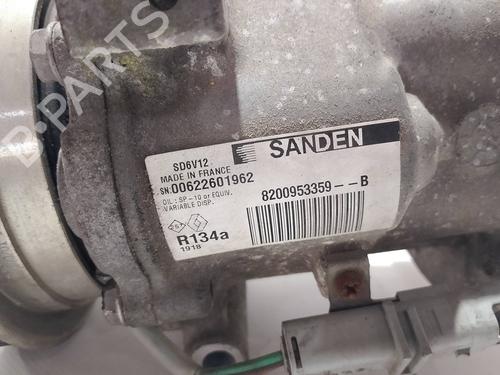 B-PARTS
SD6V12
MADE IN FRANCE
SN:00622601962
OIL : SP-10 or EQUIV.
VARIABLE DISP.
R134a
1918
SANDEN
8200953359--B